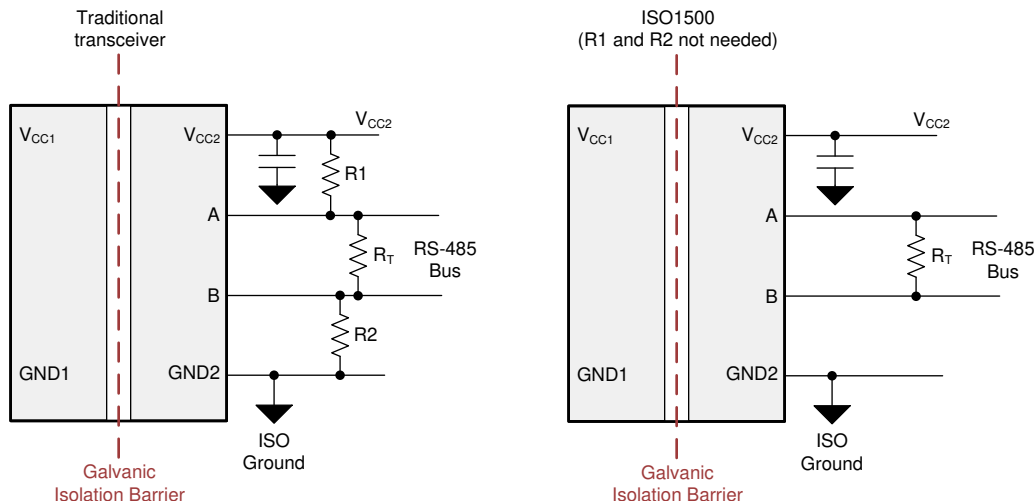 Traditional
transceiver
VCC1
VCC2
VCC2
R1
A
RT
RS-485
Bus
B
R2
GND1
GND2
ISO
Ground
Galvanic
Isolation Barrier
ISO1500
(R1 and R2 not needed)
VCC1
VCC2
VCC2
A
RT
RS-485
Bus
B
GND1
GND2
ISO
Ground
Galvanic
Isolation Barrier